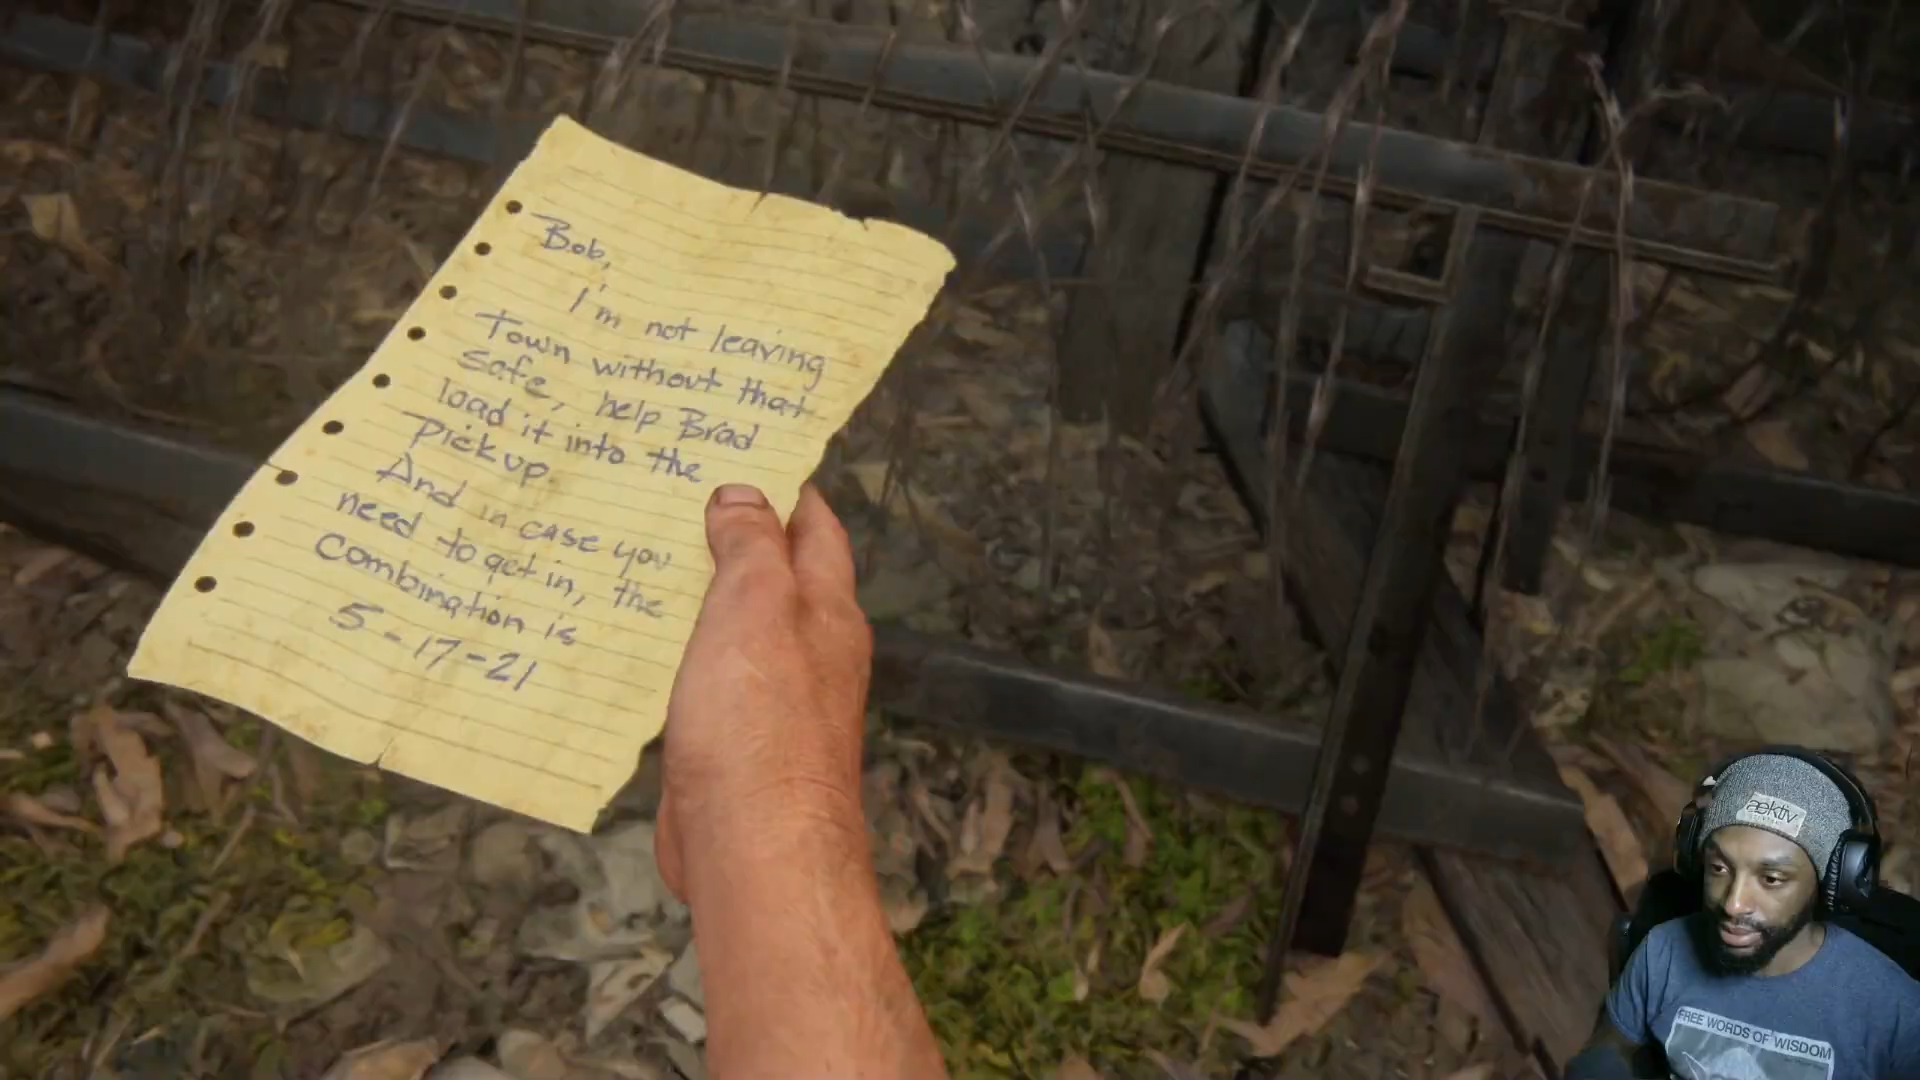 Bob,
I'm not leaving
Town without that
safe, help Brad
load it into the
Pickup.
And in case you
need to get in, the
combination is
5-17-21
aektiv
FREE WORDS OF WISDOM